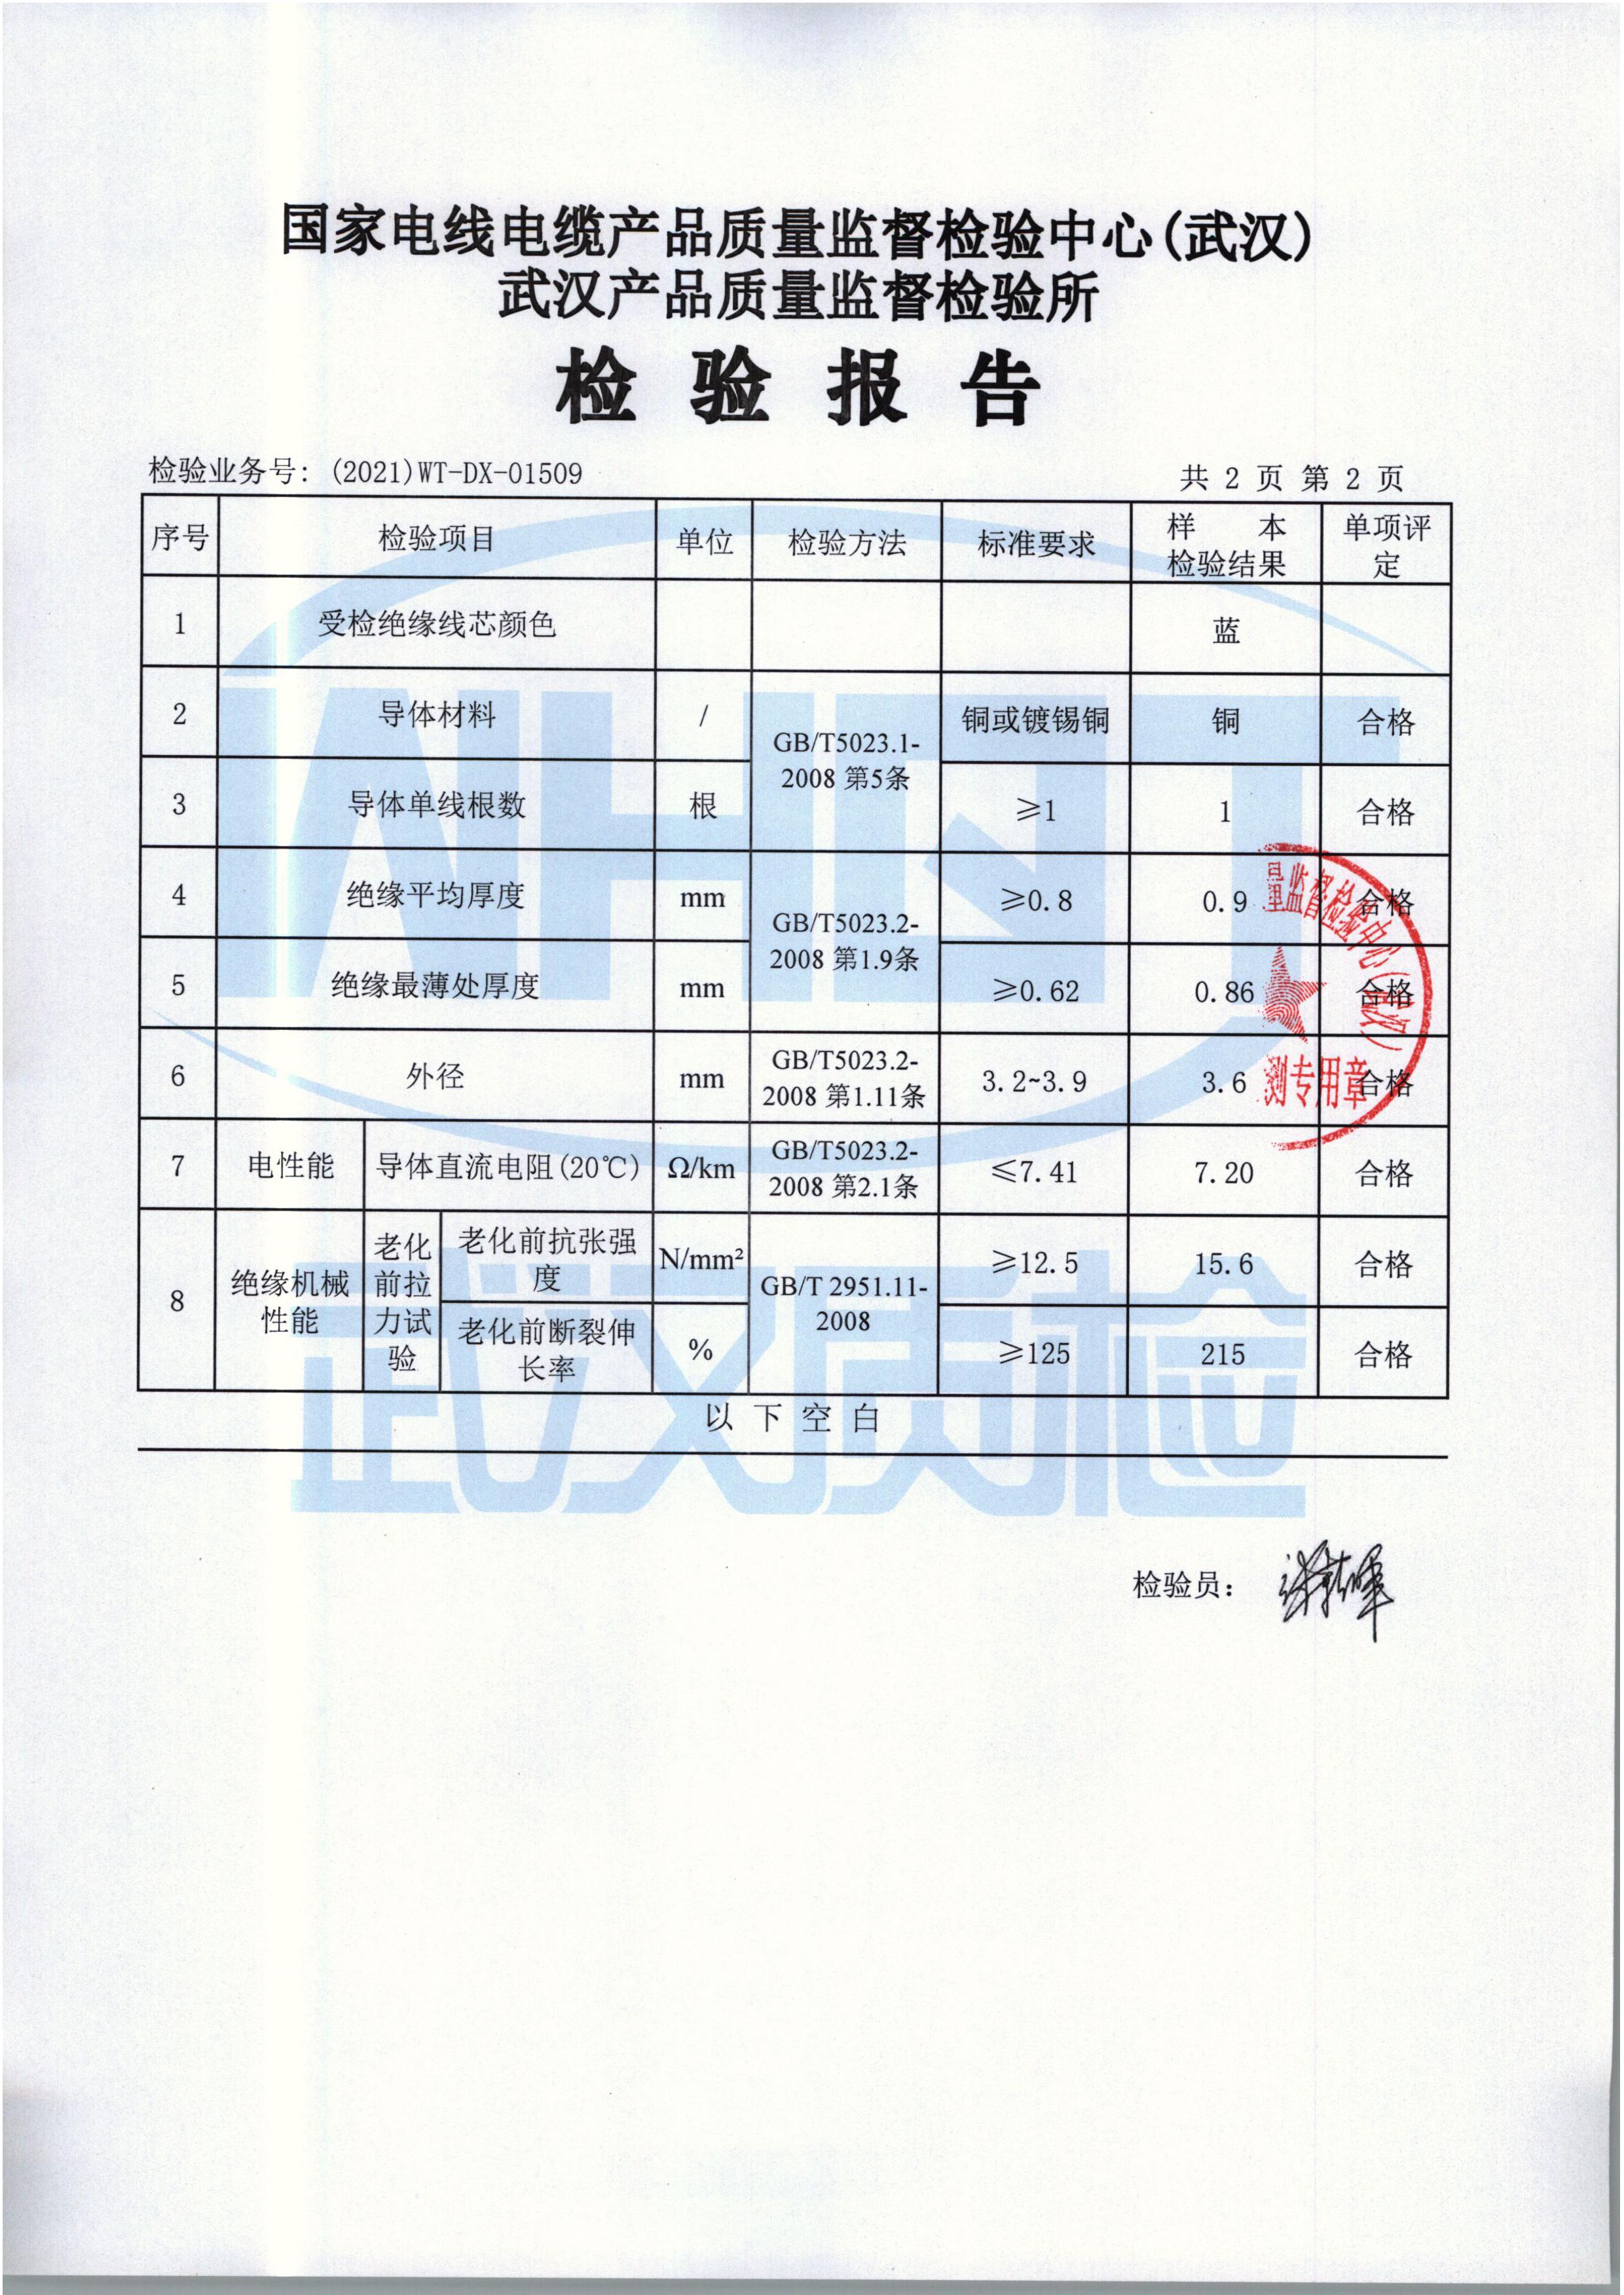 国家电线电缆产品质量监督检验中心(武汉)
武汉产品质量监督检验所
检验报告
检验业务号: (2021)WT-DX-01509
共 2 页 第 2 页
序号 检验项目 单位 检验方法 标准要求 样 本 单项评
检验结果 定
1 受检绝缘线芯颜色 蓝
2 导体材料 / 铜或镀锡铜 铜 合格
GB/T5023.1-
2008 第5条
3 导体单线根数 根 ≥1 1 合格
4 绝缘平均厚度 mm ≥0.8 0.9 合格
GB/T5023.2-
2008 第1.9条
5 绝缘最薄处厚度 mm ≥0.62 0.86 合格
6 外径 mm GB/T5023.2- 3.2~3.9 3.6 合格
2008 第1.11条
7 电性能 导体直流电阻(20℃) Ω/km GB/T5023.2- ≤7.41 7.20 合格
2008 第2.1条
8 绝缘机械
性能
老化
前拉
力试
验
老化前抗张强
度
N/mm²
GB/T 2951.11-
2008
≥12.5 15.6 合格
老化前断裂伸
长率
% ≥125 215 合格
以下空白
检验员:
量监督检验中心(武汉)
测专用章
WHQT
武汉质检